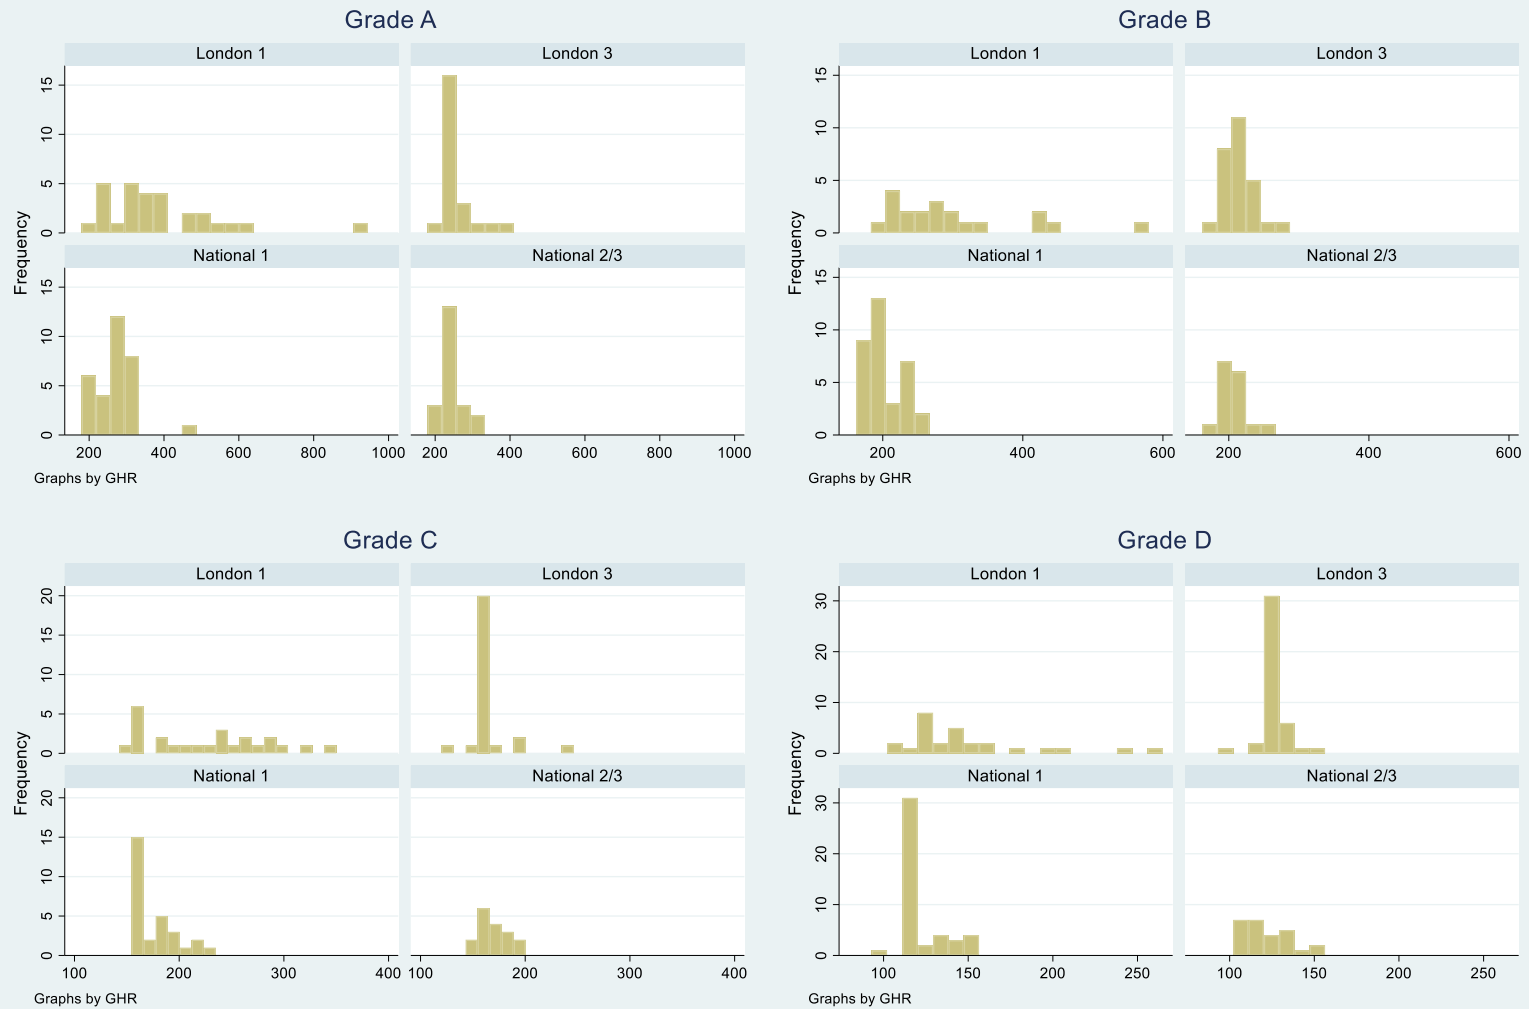 Grade A
London 1
London 3
15
10
5
0
National 1
National 2/3
15
10
5
0
Frequency
200 400 600 800 1000 200 400 600 800 1000
Graphs by GHR
Grade B
London 1
London 3
15
10
5
0
National 1
National 2/3
15
10
5
0
Frequency
200 400 600 200 400 600
Graphs by GHR
Grade C
London 1
London 3
20
15
10
5
0
National 1
National 2/3
20
15
10
5
0
Frequency
100 200 300 400 100 200 300 400
Graphs by GHR
Grade D
London 1
London 3
30
20
10
0
National 1
National 2/3
30
20
10
0
Frequency
100 150 200 250 100 150 200 250
Graphs by GHR